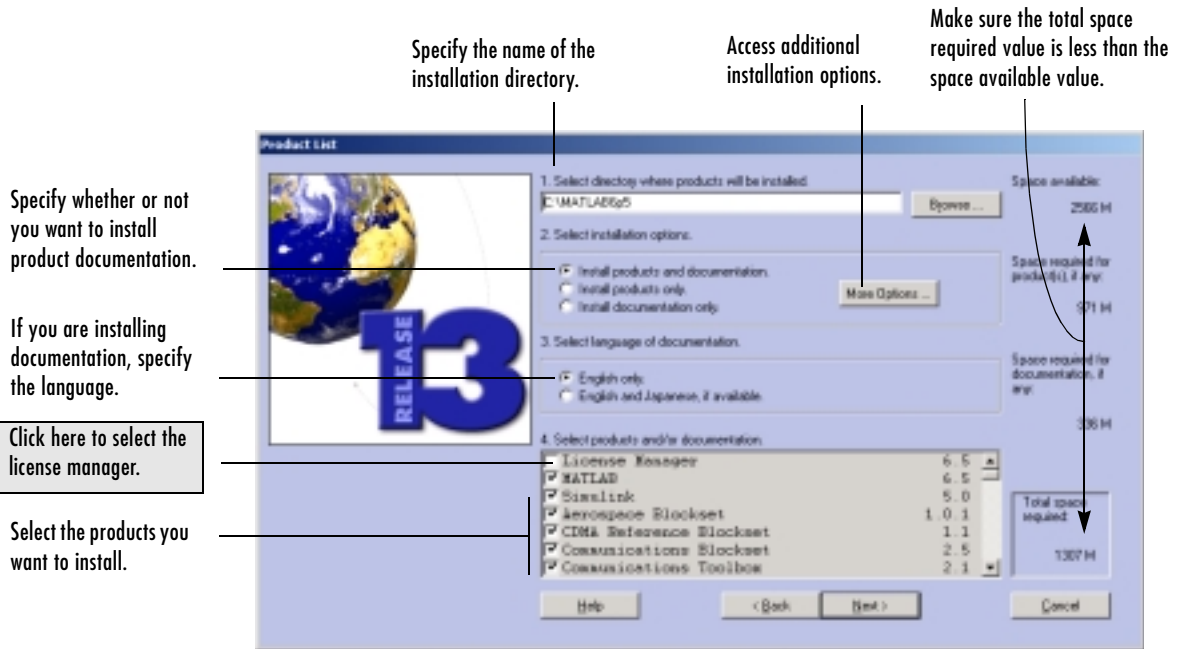 Specify the name of the
installation directory.
Access additional
installation options.
Make sure the total space
required value is less than the
space available value.
Specify whether or not
you want to install
product documentation.
If you are installing
documentation, specify
the language.
Click here to select the
license manager.
Select the products you
want to install.
Product List
1. Select directory where products will be installed.
C:\MATLAB6p5
Browse ...
Space available:
2566 M
2. Select installation options.
Install products and documentation.
Install products only.
Install documentation only.
More Options ...
Space required for
product(s), if any:
971 M
3. Select language of documentation.
English only.
English and Japanese, if available.
Space required for
documentation, if
any:
336 M
4. Select products and/or documentation.
License Manager 6.5
MATLAB 6.5
Simulink 5.0
Aerospace Blockset 1.0.1
CDMA Reference Blockset 1.1
Communications Blockset 2.5
Communications Toolbox 2.1
Total space
required:
1307 M
RELEASE
13
Help
< Back
Next >
Cancel